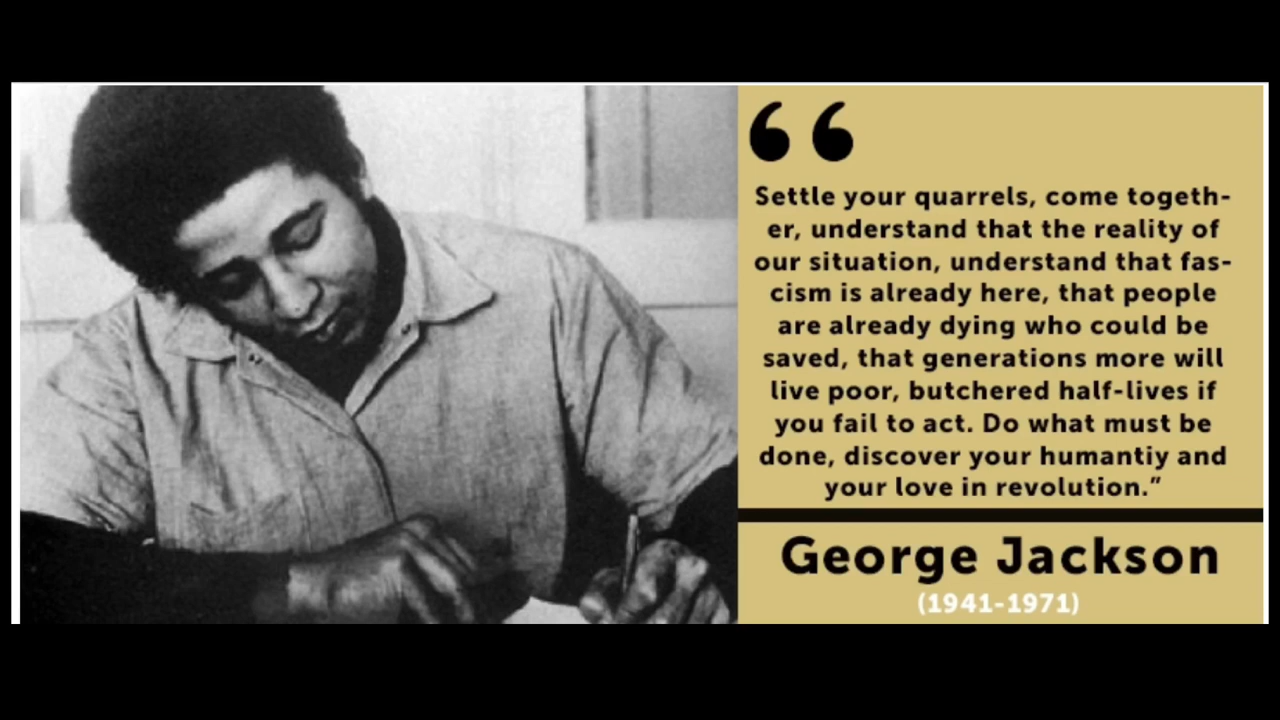 “
Settle your quarrels, come togeth-
er, understand that the reality of
our situation, understand that fas-
cism is already here, that people
are already dying who could be
saved, that generations more will
live poor, butchered half-lives if
you fail to act. Do what must be
done, discover your humantiy and
your love in revolution.”
George Jackson
(1941-1971)